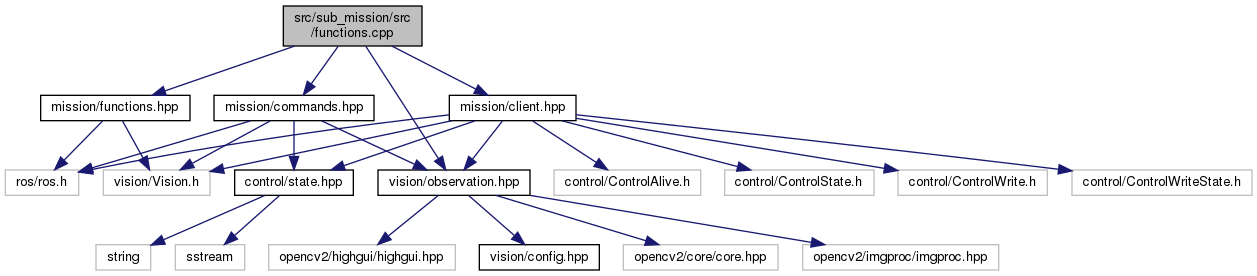 src/sub_mission/src
/functions.cpp
mission/functions.hpp
mission/commands.hpp
mission/client.hpp
ros/ros.h
vision/Vision.h
control/state.hpp
vision/observation.hpp
control/ControlAlive.h
control/ControlState.h
control/ControlWrite.h
control/ControlWriteState.h
string
sstream
opencv2/highgui/highgui.hpp
vision/config.hpp
opencv2/core/core.hpp
opencv2/imgproc/imgproc.hpp